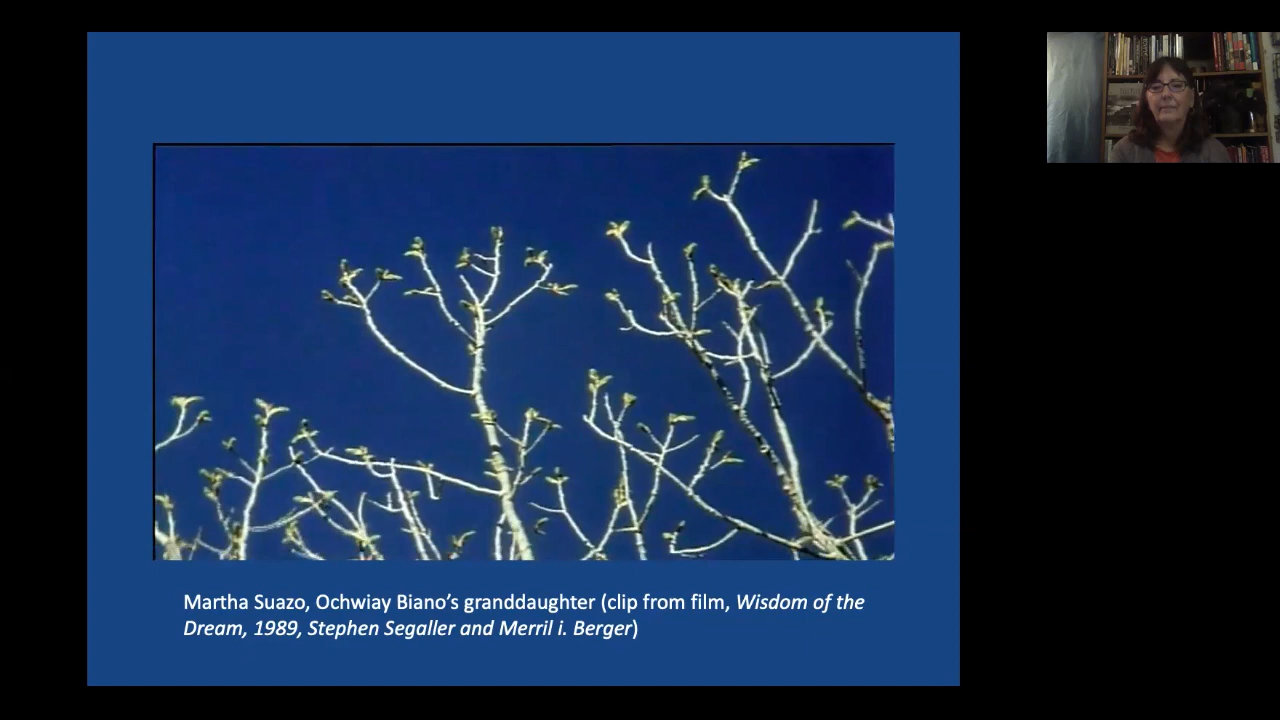 Martha Suazo, Ochwiay Biano’s granddaughter (clip from film, Wisdom of the
Dream, 1989, Stephen Segaller and Merril i. Berger)